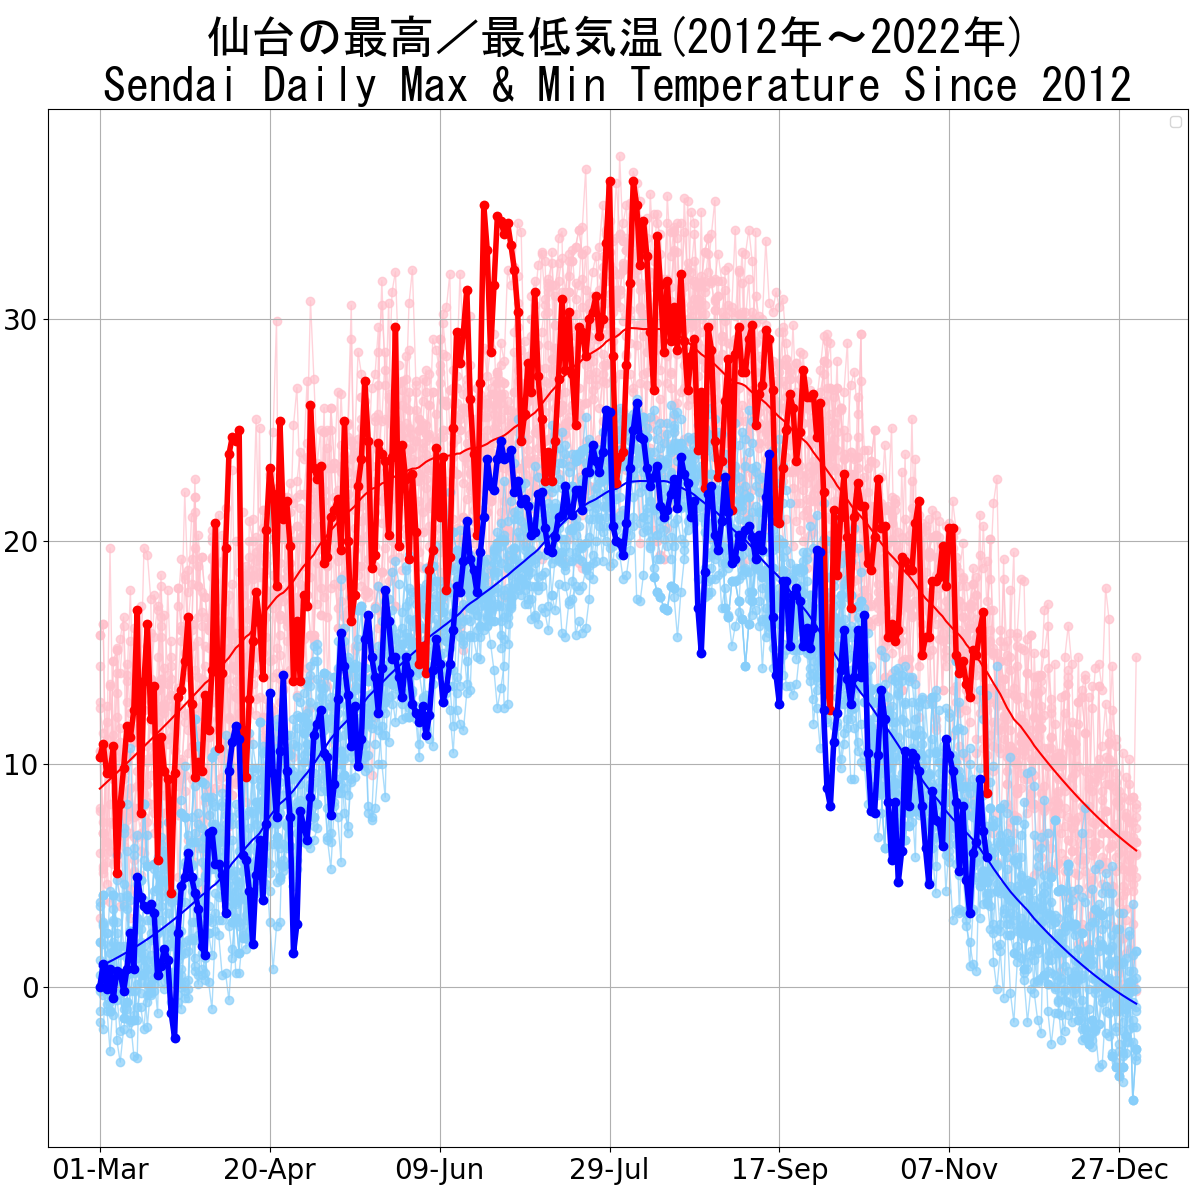 仙台の最高／最低気温(2012年～2022年)
Sendai Daily Max & Min Temperature Since 2012
30
20
10
0
01-Mar 20-Apr 09-Jun 29-Jul 17-Sep 07-Nov 27-Dec